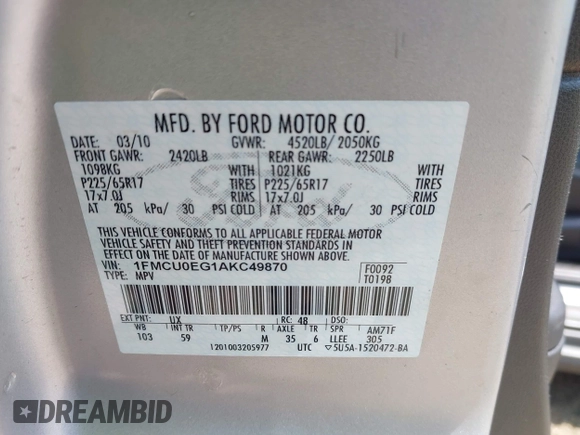 MFD. BY FORD MOTOR CO.
DATE: 03/10 GVWR: 4520LB/ 2050KG
FRONT GAWR: 2420LB REAR GAWR: 2250LB
1098KG WITH 1021KG WITH
P225/65R17 TIRES P225/65R17 TIRES
17x7.0J RIMS 17x7.0J RIMS
AT 205 kPa/ 30 PSI COLD AT 205 kPa/ 30 PSI COLD
THIS VEHICLE CONFORMS TO ALL APPLICABLE FEDERAL MOTOR
VEHICLE SAFETY AND THEFT PREVENTION STANDARDS IN
EFFECT ON THE DATE OF MANUFACTURE SHOWN ABOVE.
VIN: 1FMCU0EG1AKC49870 F0092
TYPE: MPV T0198
EXT PNT: UX RC: 48 DSO:
WB INT TR TP/PS R AXLE TR SPR AM71F
103 59 M 35 6 LLEE 305
1201003205977 UTC 5U5A-1520472-BA
DREAMBID